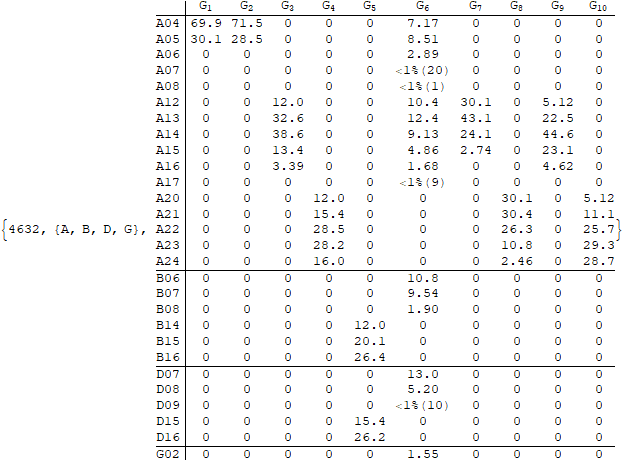 G₁ G₂ G₃ G₄ G₅ G₆ G₇ G₈ G₉ G₁₀
A04 69.9 71.5 0 0 0 7.17 0 0 0 0
A05 30.1 28.5 0 0 0 8.51 0 0 0 0
A06 0 0 0 0 0 2.89 0 0 0 0
A07 0 0 0 0 0 <1%(20) 0 0 0 0
A08 0 0 0 0 0 <1%(1) 0 0 0 0
A12 0 0 12.0 0 0 10.4 30.1 0 5.12 0
A13 0 0 32.6 0 0 12.4 43.1 0 22.5 0
A14 0 0 38.6 0 0 9.13 24.1 0 44.6 0
A15 0 0 13.4 0 0 4.86 2.74 0 23.1 0
A16 0 0 3.39 0 0 1.68 0 0 4.62 0
A17 0 0 0 0 0 <1%(9) 0 0 0 0
A20 0 0 0 12.0 0 0 0 30.1 0 5.12
A21 0 0 0 15.4 0 0 0 30.4 0 11.1
{4632, {A, B, D, G}, A22 0 0 0 28.5 0 0 0 26.3 0 25.7}
A23 0 0 0 28.2 0 0 0 10.8 0 29.3
A24 0 0 0 16.0 0 0 0 2.46 0 28.7
B06 0 0 0 0 0 10.8 0 0 0 0
B07 0 0 0 0 0 9.54 0 0 0 0
B08 0 0 0 0 0 1.90 0 0 0 0
B14 0 0 0 0 12.0 0 0 0 0 0
B15 0 0 0 0 20.1 0 0 0 0 0
B16 0 0 0 0 26.4 0 0 0 0 0
D07 0 0 0 0 0 13.0 0 0 0 0
D08 0 0 0 0 0 5.20 0 0 0 0
D09 0 0 0 0 0 <1%(10) 0 0 0 0
D15 0 0 0 0 15.4 0 0 0 0 0
D16 0 0 0 0 26.2 0 0 0 0 0
G02 0 0 0 0 0 1.55 0 0 0 0